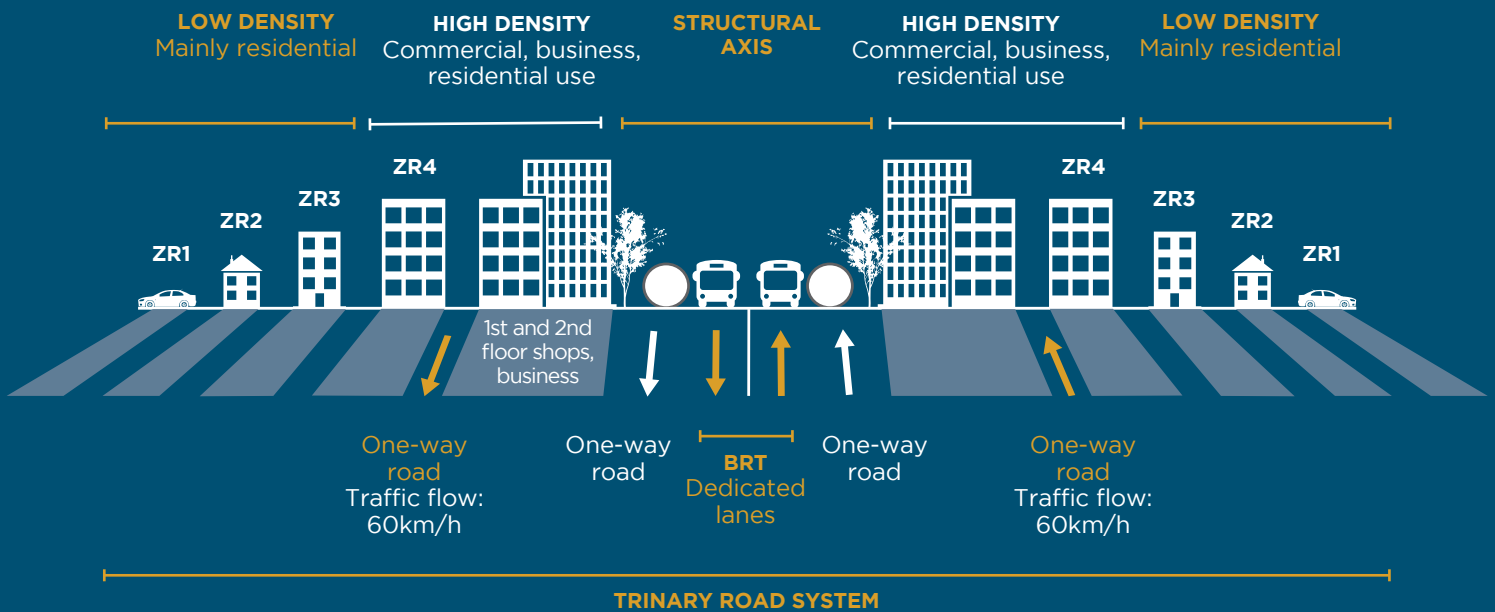 LOW DENSITY
Mainly residential
HIGH DENSITY
Commercial, business,
residential use
STRUCTURAL
AXIS
HIGH DENSITY
Commercial, business,
residential use
LOW DENSITY
Mainly residential
ZR1
ZR2
ZR3
ZR4
ZR4
ZR3
ZR2
ZR1
1st and 2nd
floor shops,
business
One-way
road
Traffic flow:
60km/h
One-way
road
BRT
Dedicated
lanes
One-way
road
One-way
road
Traffic flow:
60km/h
TRINARY ROAD SYSTEM